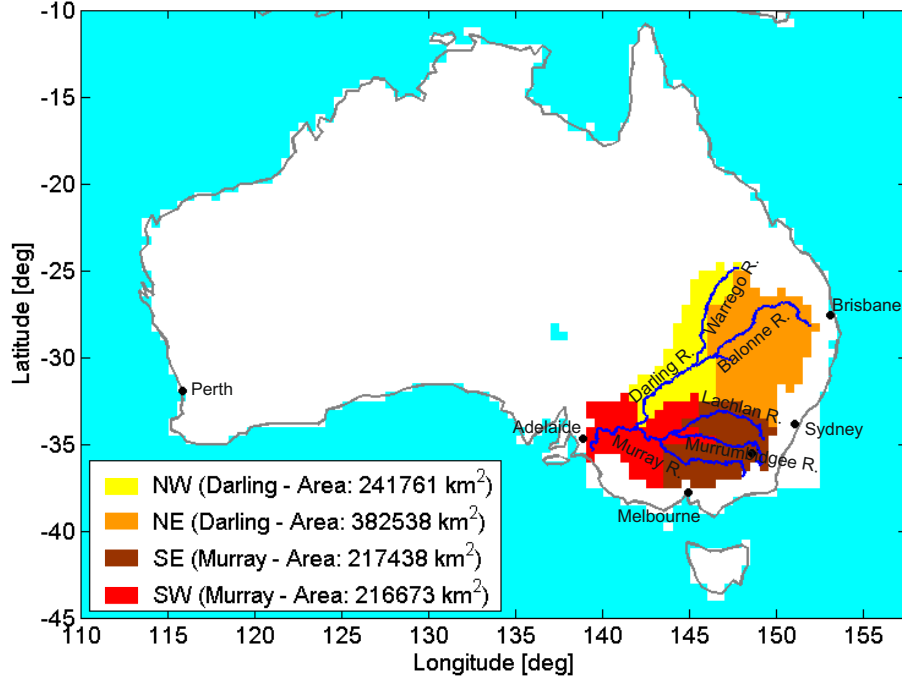 -10
-15
-20
-25
-30
-35
-40
-45
Latitude [deg]
110
115
120
125
130
135
140
145
150
155
Longitude [deg]
Warrego R.
Brisbane
Balonne R.
Darling R.
Perth
Lachlan R.
Adelaide
Sydney
Murray R.
Murrumbidgee R.
Melbourne
NW (Darling - Area: 241761 km²)
NE (Darling - Area: 382538 km²)
SE (Murray - Area: 217438 km²)
SW (Murray - Area: 216673 km²)